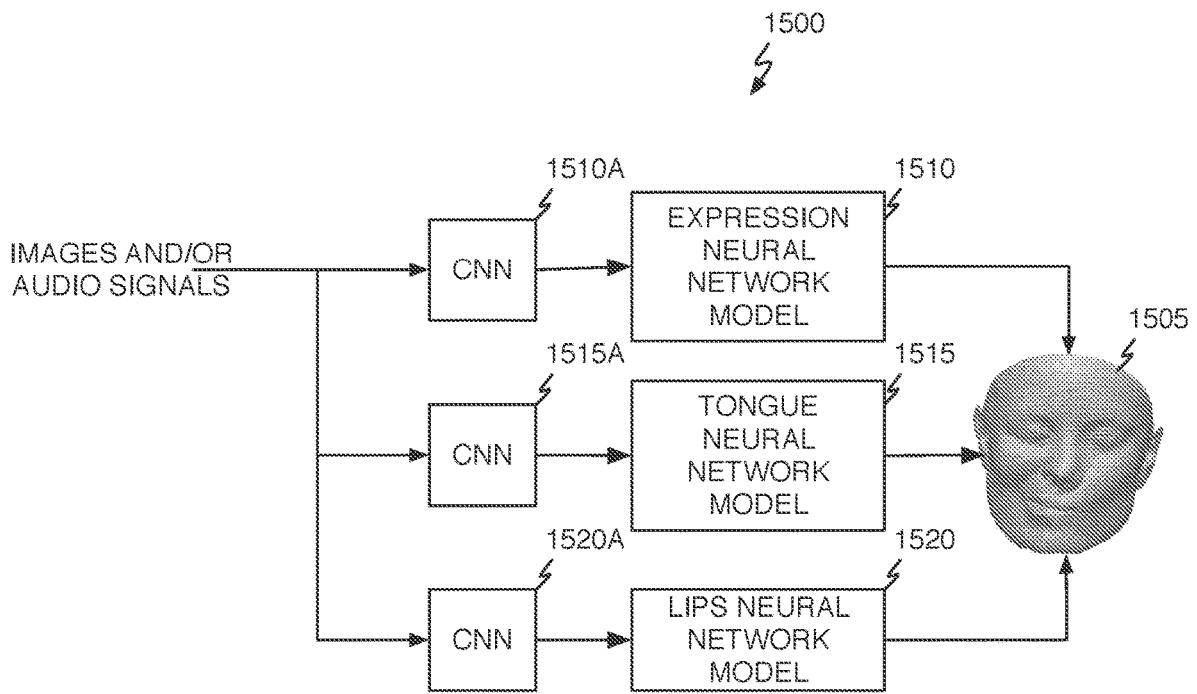 1500
1510A
1510
IMAGES AND/OR
AUDIO SIGNALS
CNN
EXPRESSION
NEURAL
NETWORK
MODEL
1505
1515A
1515
CNN
TONGUE
NEURAL
NETWORK
MODEL
1520A
1520
CNN
LIPS NEURAL
NETWORK
MODEL